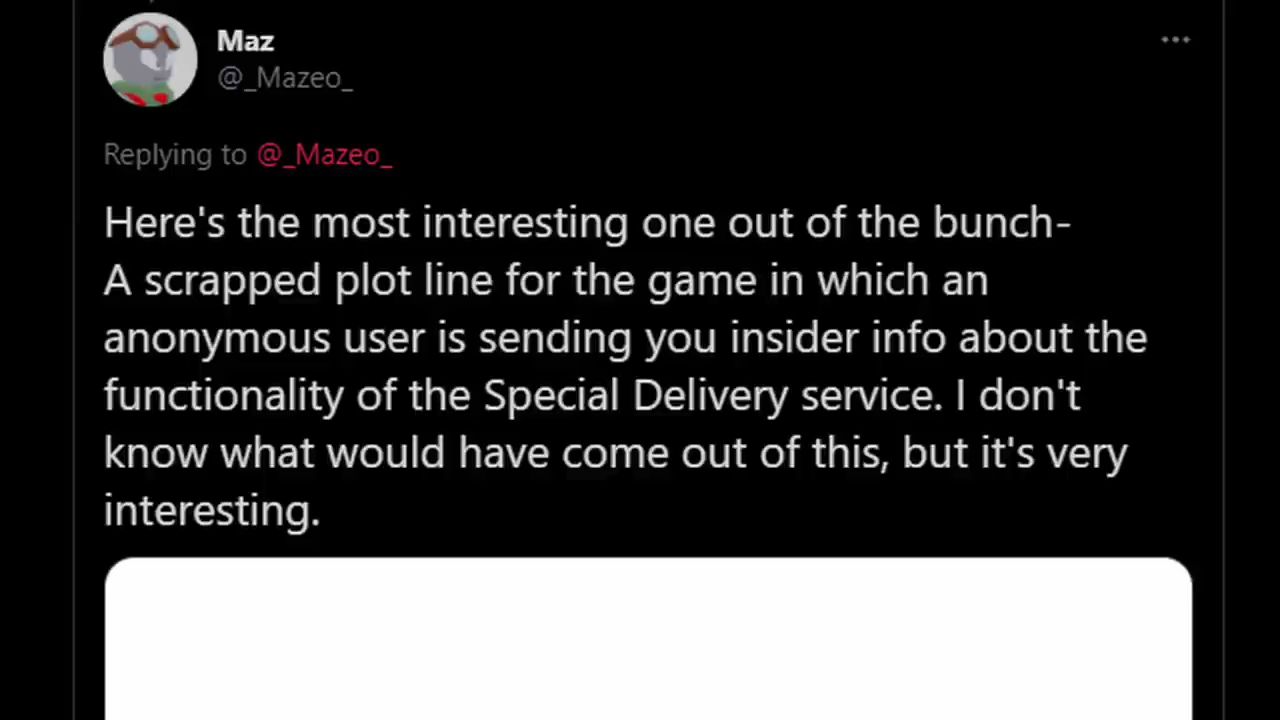 Maz
@_Mazeo_
Replying to @_Mazeo_
Here's the most interesting one out of the bunch-
A scrapped plot line for the game in which an
anonymous user is sending you insider info about the
functionality of the Special Delivery service. I don't
know what would have come out of this, but it's very
interesting.